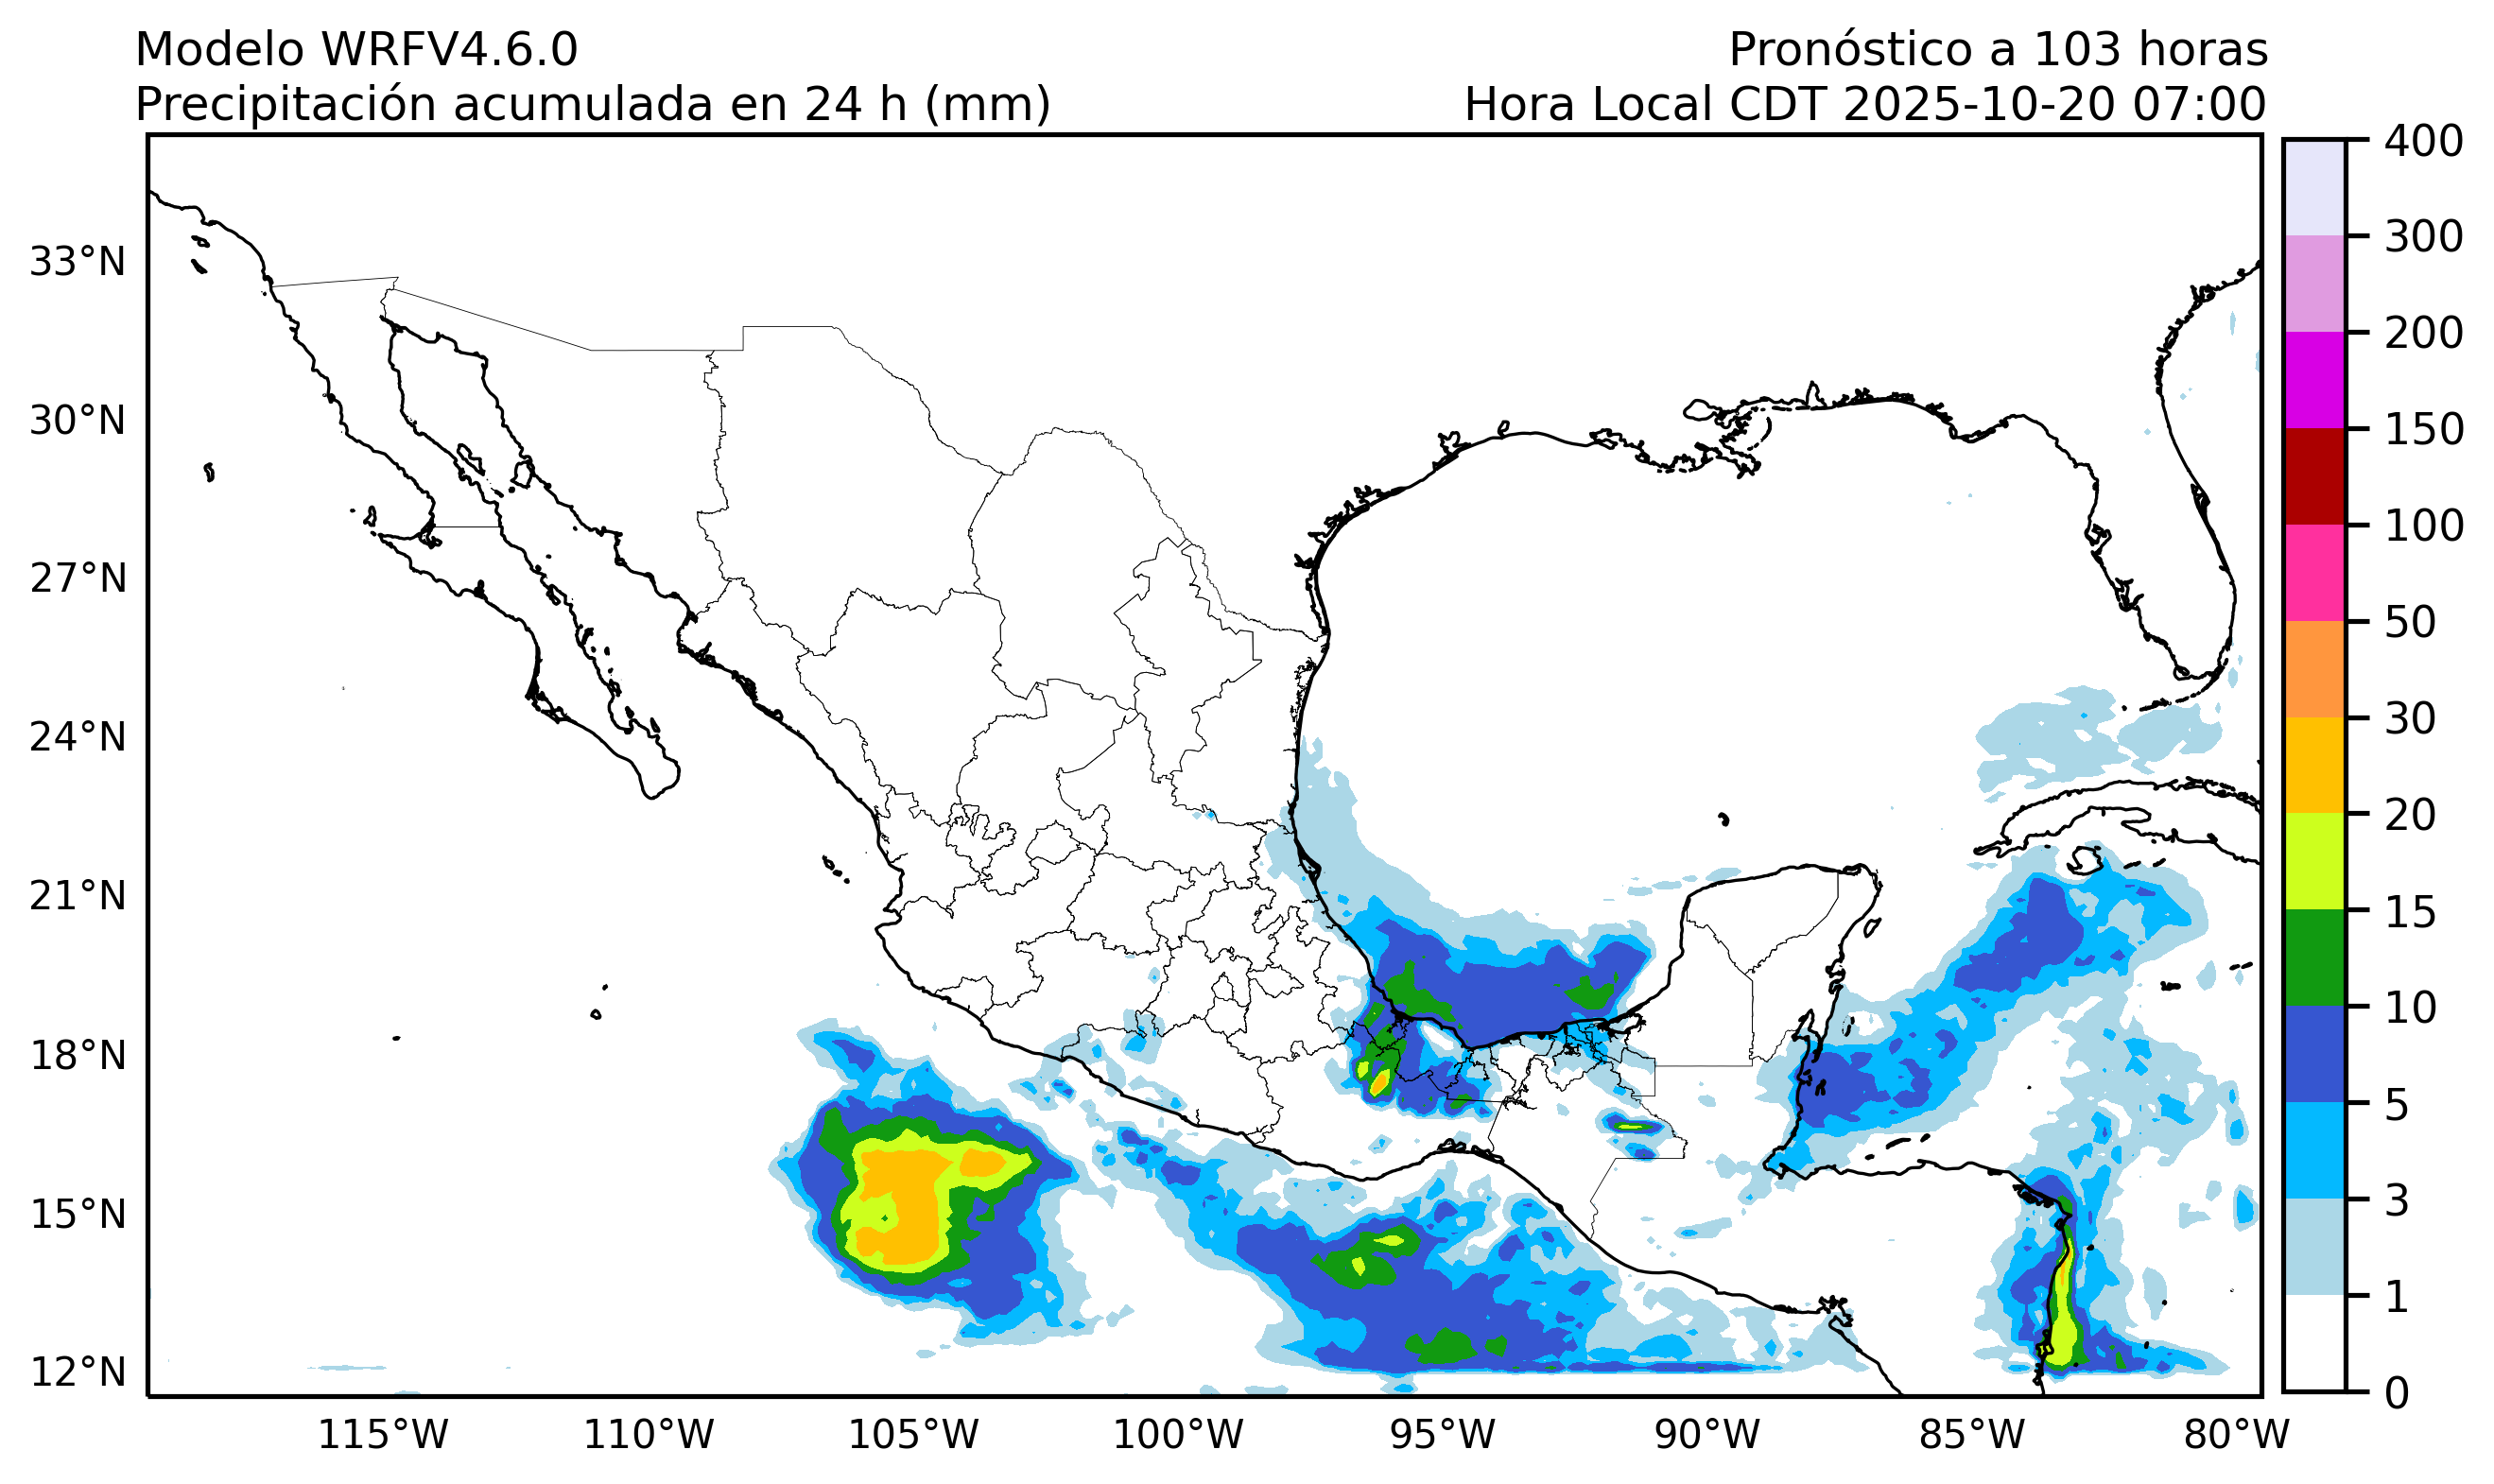 Modelo WRFV4.6.0
Pronóstico a 103 horas
Precipitación acumulada en 24 h (mm)
Hora Local CDT 2025-10-20 07:00
33°N
30°N
27°N
24°N
21°N
18°N
15°N
12°N
115°W
110°W
105°W
100°W
95°W
90°W
85°W
80°W
400
300
200
150
100
50
30
20
15
10
5
3
1
0